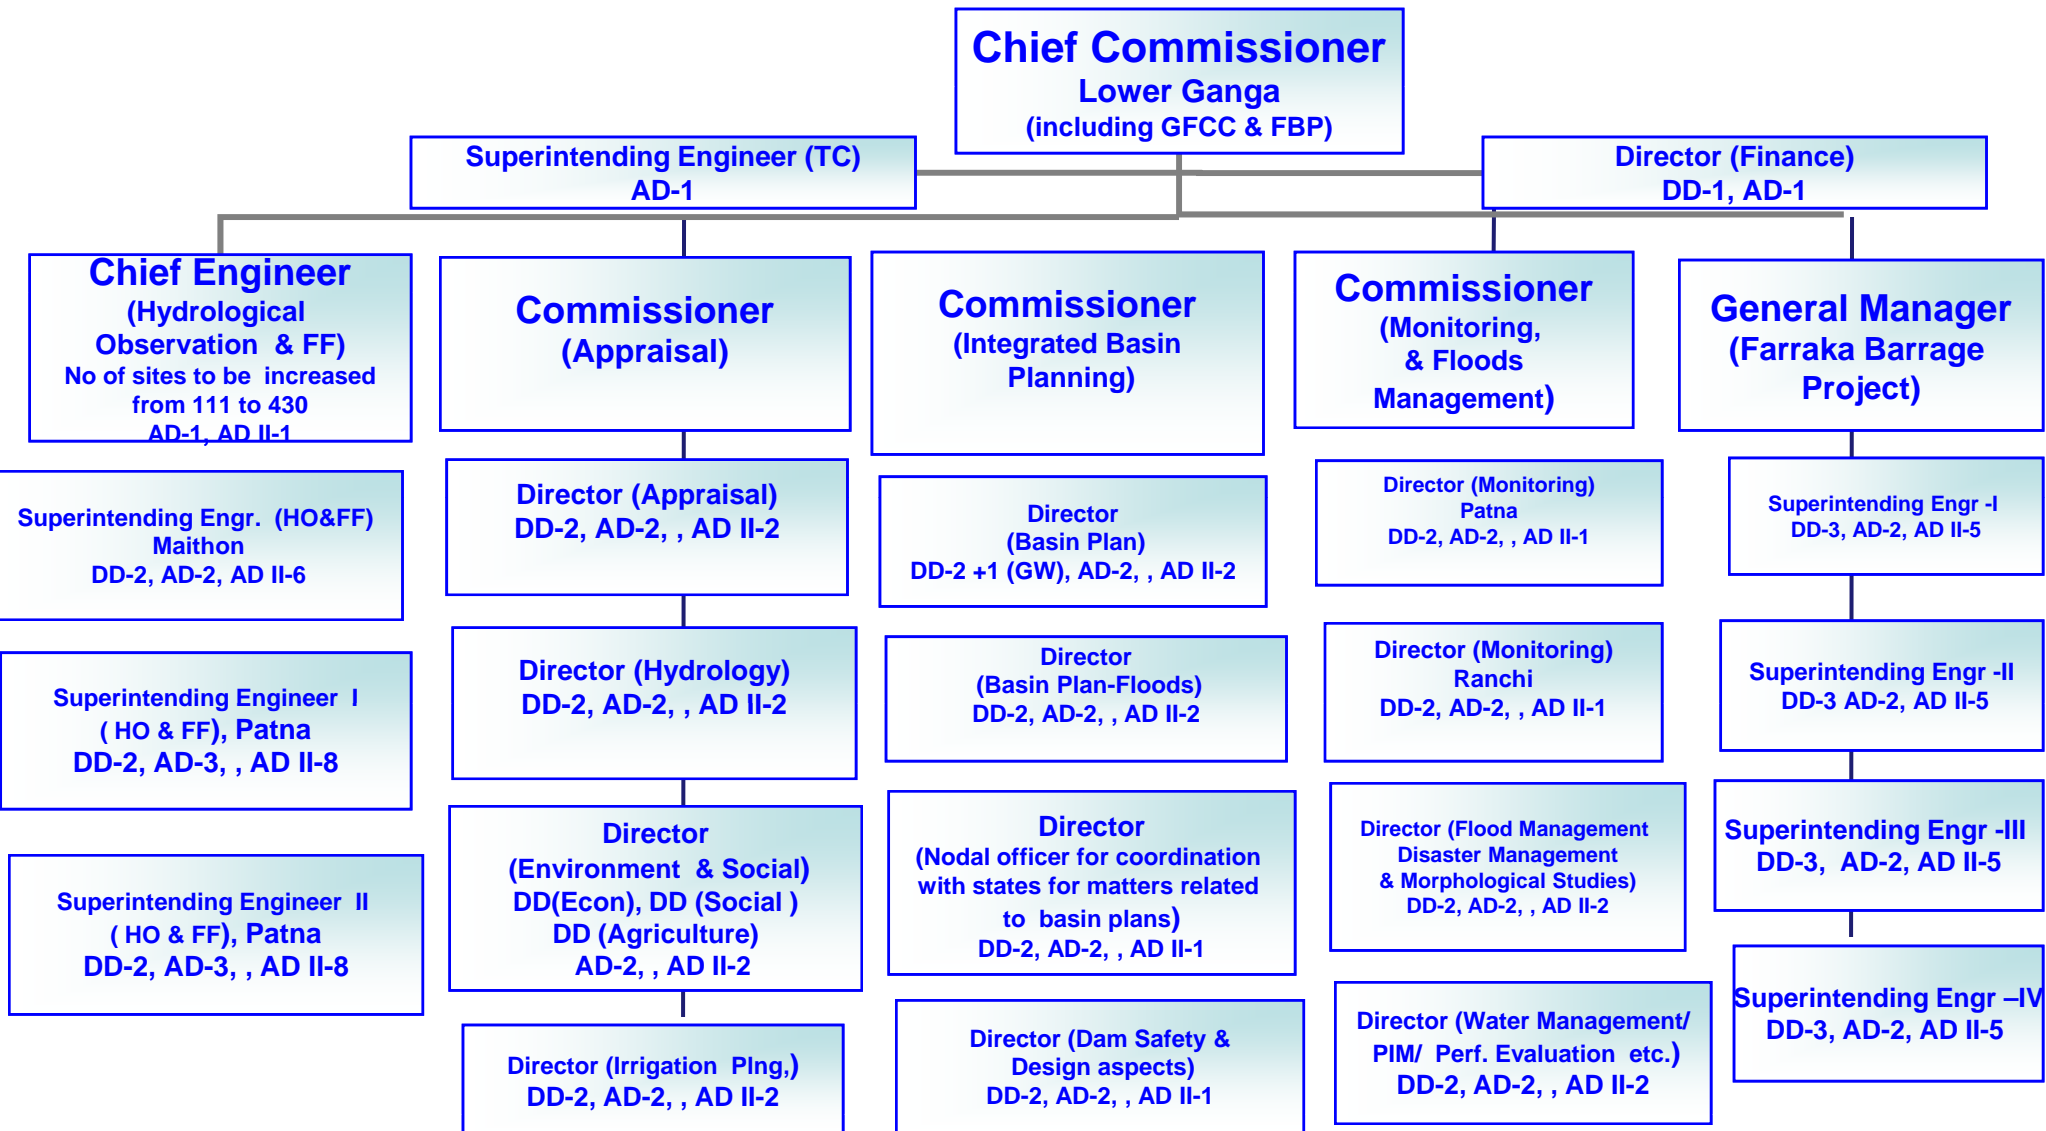 Chief Commissioner
Lower Ganga
(including GFCC & FBP)
Superintending Engineer (TC)
AD-1
Director (Finance)
DD-1, AD-1
Chief Engineer
(Hydrological
Observation & FF)
No of sites to be increased
from 111 to 430
AD-1, AD II-1
Superintending Engr. (HO&FF)
Maithon
DD-2, AD-2, AD II-6
Superintending Engineer I
( HO & FF), Patna
DD-2, AD-3, , AD II-8
Superintending Engineer II
( HO & FF), Patna
DD-2, AD-3, , AD II-8
Commissioner
(Appraisal)
Director (Appraisal)
DD-2, AD-2, , AD II-2
Director (Hydrology)
DD-2, AD-2, , AD II-2
Director
(Environment & Social)
DD(Econ), DD (Social )
DD (Agriculture)
AD-2, , AD II-2
Director (Irrigation Plng,)
DD-2, AD-2, , AD II-2
Commissioner
(Integrated Basin
Planning)
Director
(Basin Plan)
DD-2 +1 (GW), AD-2, , AD II-2
Director
(Basin Plan-Floods)
DD-2, AD-2, , AD II-2
Director
(Nodal officer for coordination
with states for matters related
to basin plans)
DD-2, AD-2, , AD II-1
Director (Dam Safety &
Design aspects)
DD-2, AD-2, , AD II-1
Commissioner
(Monitoring,
& Floods
Management)
Director (Monitoring)
Patna
DD-2, AD-2, , AD II-1
Director (Monitoring)
Ranchi
DD-2, AD-2, , AD II-1
Director (Flood Management
Disaster Management
& Morphological Studies)
DD-2, AD-2, , AD II-2
Director (Water Management/
PIM/ Perf. Evaluation etc.)
DD-2, AD-2, , AD II-2
General Manager
(Farraka Barrage
Project)
Superintending Engr -I
DD-3, AD-2, AD II-5
Superintending Engr -II
DD-3 AD-2, AD II-5
Superintending Engr -III
DD-3, AD-2, AD II-5
Superintending Engr –IV
DD-3, AD-2, AD II-5